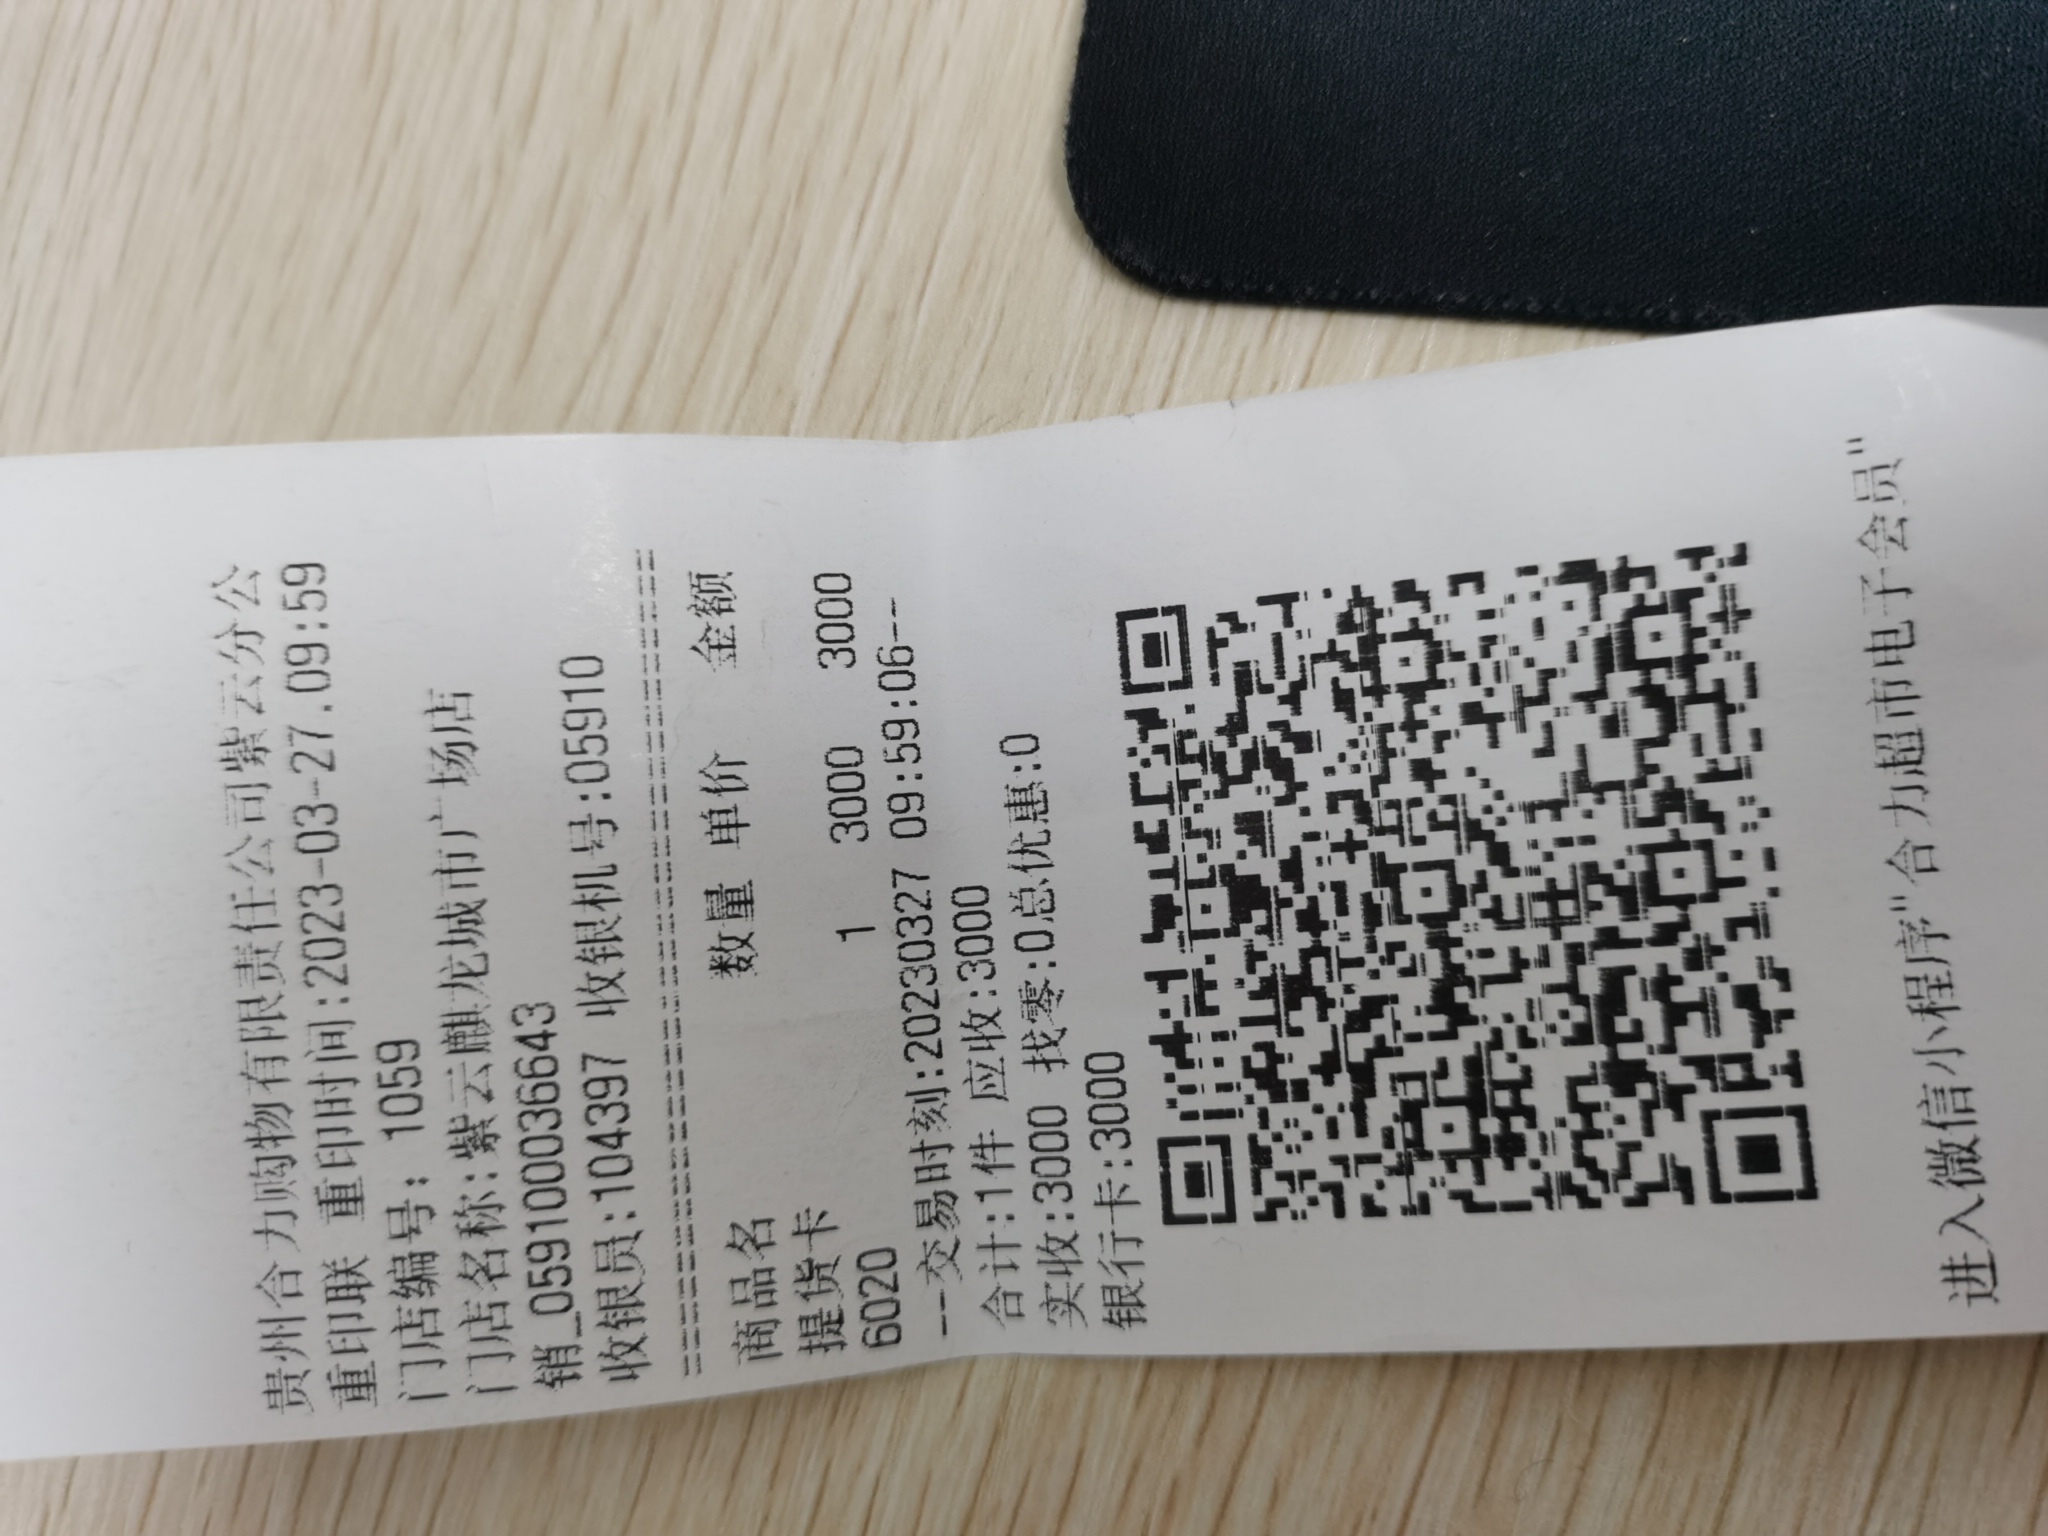 贵州合力购物有限责任公司紫云分公
重印联 重印时间:2023-03-27.09:59
门店编号: 1059
门店名称:紫云麒龙城市广场店
销_0591000036643
收银员:104397 收银机号:05910
商品名 数量 单价 金额
提货卡
6020 1 3000 3000
--交易时刻:20230327 09:59:06--
合计:1件 应收:3000
实收:3000 找零:0总优惠:0
银行卡:3000
进入微信小程序"合力超市电子会员"